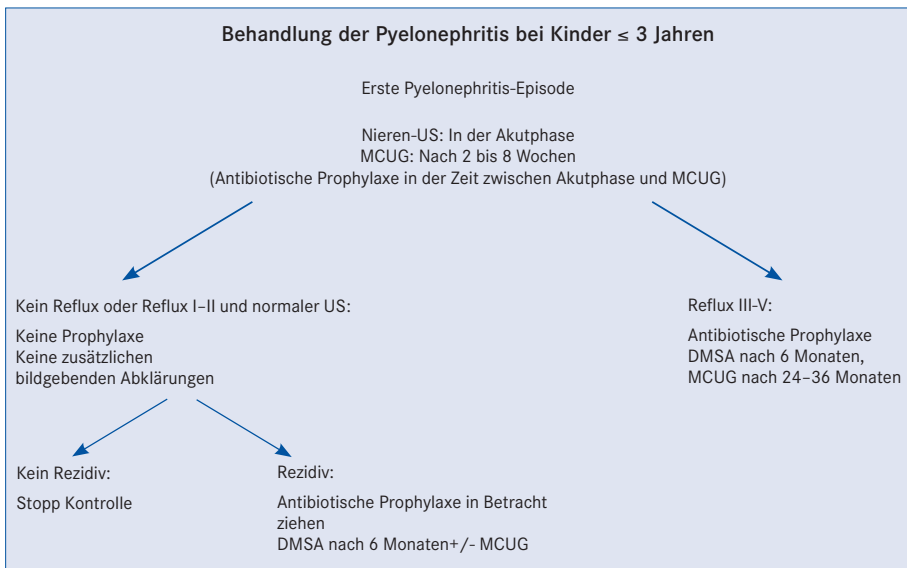 Behandlung der Pyelonephritis bei Kinder ≤ 3 Jahren
Erste Pyelonephritis-Episode
Nieren-US: In der Akutphase
MCUG: Nach 2 bis 8 Wochen
(Antibiotische Prophylaxe in der Zeit zwischen Akutphase und MCUG)
Kein Reflux oder Reflux I–II und normaler US:
Keine Prophylaxe
Keine zusätzlichen
bildgebenden Abklärungen
Reflux III-V:
Antibiotische Prophylaxe
DMSA nach 6 Monaten,
MCUG nach 24–36 Monaten
Kein Rezidiv:
Stopp Kontrolle
Rezidiv:
Antibiotische Prophylaxe in Betracht
ziehen
DMSA nach 6 Monaten+/- MCUG